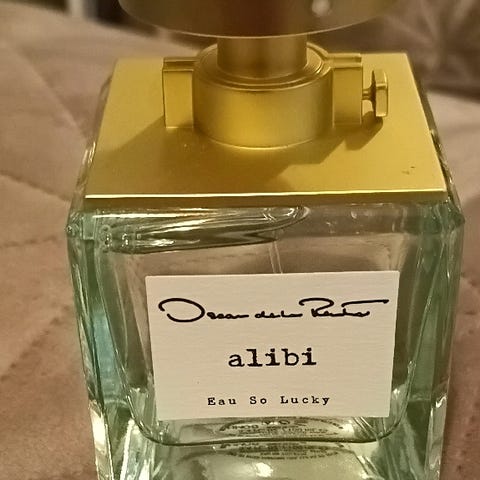 Oscar de la Renta
alibi
Eau So Lucky